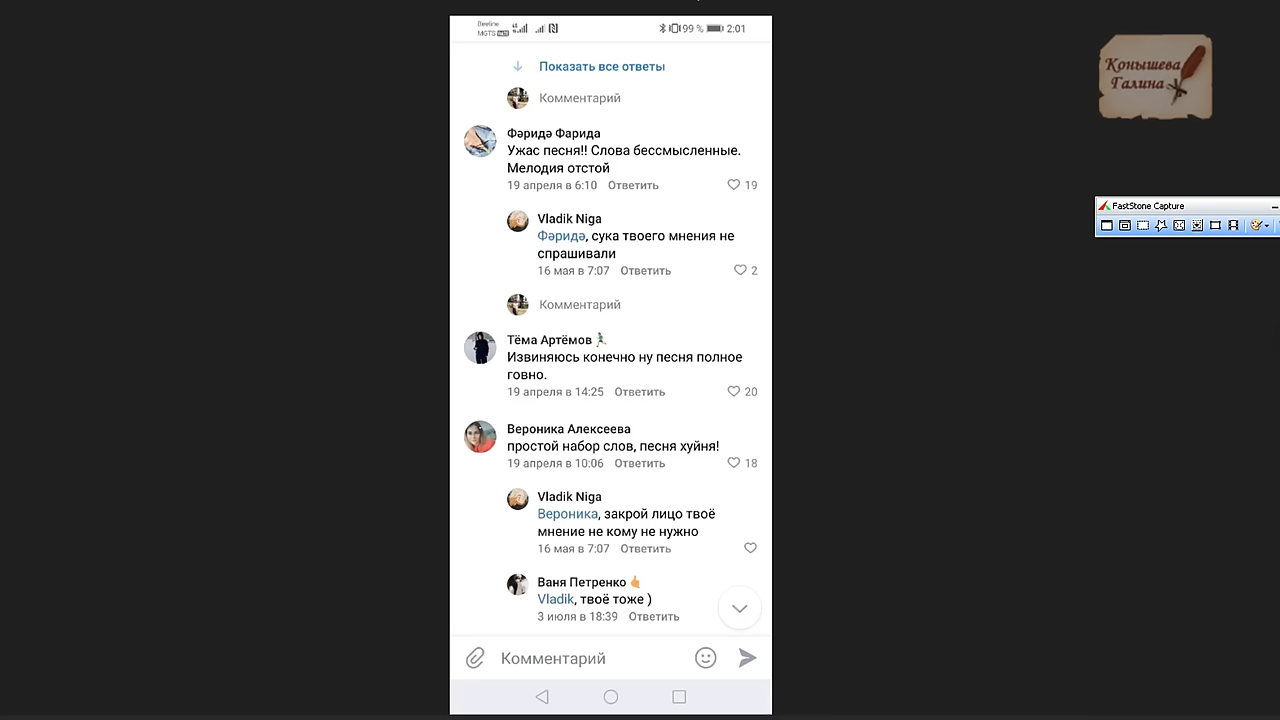 Beeline
MGTS
99 %
2:01
Показать все ответы
Комментарий
Фәридә Фарида
Ужас песня!! Слова бессмысленные.
Мелодия отстой
19 апреля в 6:10 Ответить 19
Vladik Niga
Фәридә, сука твоего мнения не
спрашивали
16 мая в 7:07 Ответить 2
Комментарий
Тёма Артёмов
Извиняюсь конечно ну песня полное
говно.
19 апреля в 14:25 Ответить 20
Вероника Алексеева
простой набор слов, песня хуйня!
19 апреля в 10:06 Ответить 18
Vladik Niga
Вероника, закрой лицо твоё
мнение не кому не нужно
16 мая в 7:07 Ответить
Ваня Петренко
Vladik, твоё тоже )
3 июля в 18:39 Ответить
Комментарий
Конышева
Галина
FastStone Capture